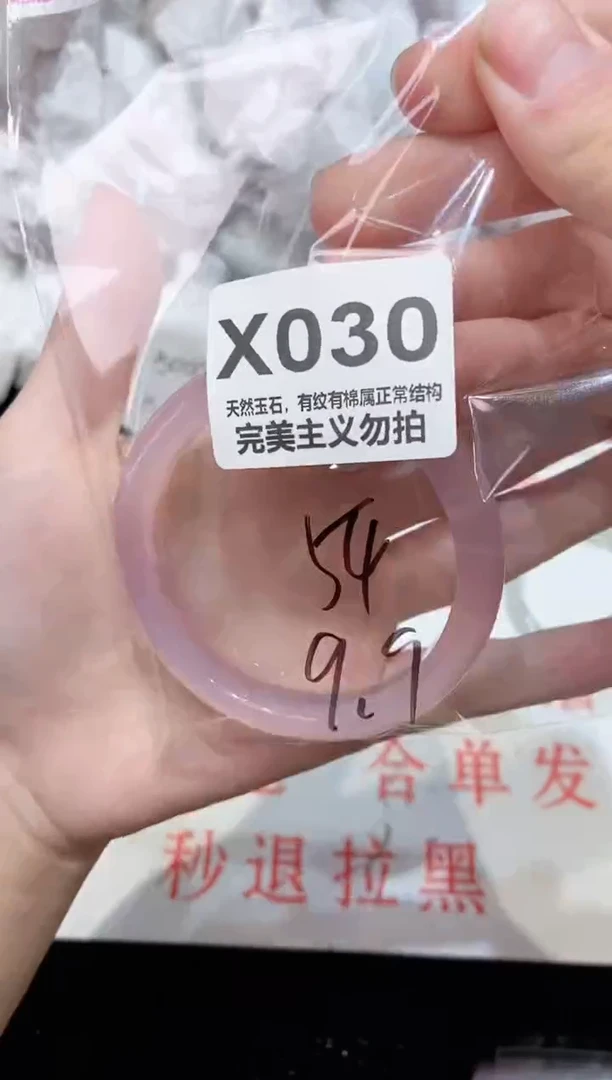 X030
天然玉石，有纹有棉属正常结构
完美主义勿拍
54
9.9
合单发
秒退拉黑